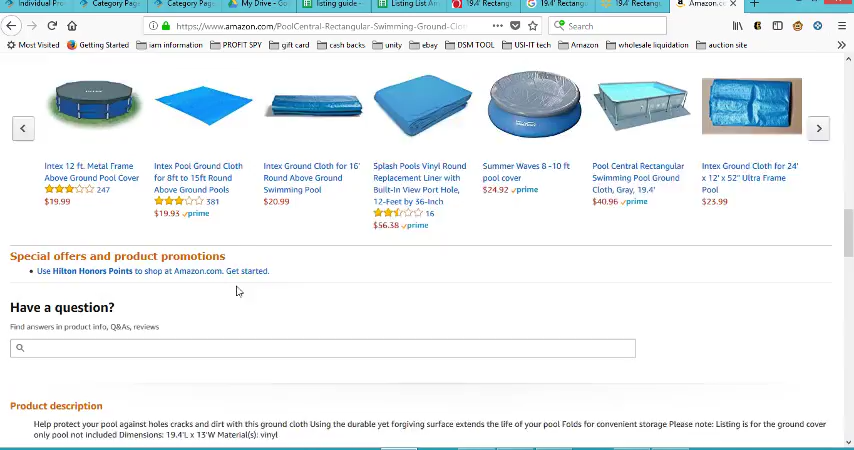 Individual Pro
Category Page
Category Page
My Drive - Go
listing guide -
Listing List Am
19.4' Rectang
19.4' Rectang
19.4' Rectang
Amazon.co
https://www.amazon.com/PoolCentral-Rectangular-Swimming-Ground-Clot
Search
Most Visited Getting Started iam information PROFIT SPY gift card cash backs unity ebay DSM TOOL USI-IT tech Amazon wholesale liquidation auction site
Intex 12 ft. Metal Frame
Above Ground Pool Cover
247
$19.99
Intex Pool Ground Cloth
for 8ft to 15ft Round
Above Ground Pools
381
$19.93 prime
Intex Ground Cloth for 16'
Round Above Ground
Swimming Pool
$20.99
Splash Pools Vinyl Round
Replacement Liner with
Built-In View Port Hole,
12-Feet by 36-Inch
16
$56.38 prime
Summer Waves 8 -10 ft
pool cover
$24.92 prime
Pool Central Rectangular
Swimming Pool Ground
Cloth, Gray, 19.4'
$40.96 prime
Intex Ground Cloth for 24'
x 12' x 52" Ultra Frame
Pool
$23.99
Special offers and product promotions
• Use Hilton Honors Points to shop at Amazon.com. Get started.
Have a question?
Find answers in product info, Q&As, reviews
Product description
Help protect your pool against holes cracks and dirt with this ground cloth Using the durable yet forgiving surface extends the life of your pool Folds for convenient storage Please note: Listing is for the ground cover
only pool not included Dimensions: 19.4'L x 13'W Material(s): vinyl